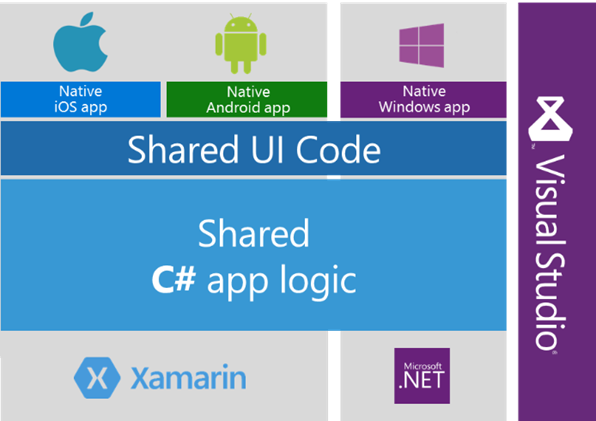 Native
iOS app
Native
Android app
Native
Windows app
Shared UI Code
Shared
C# app logic
X Xamarin
Microsoft
.NET
Visual Studio